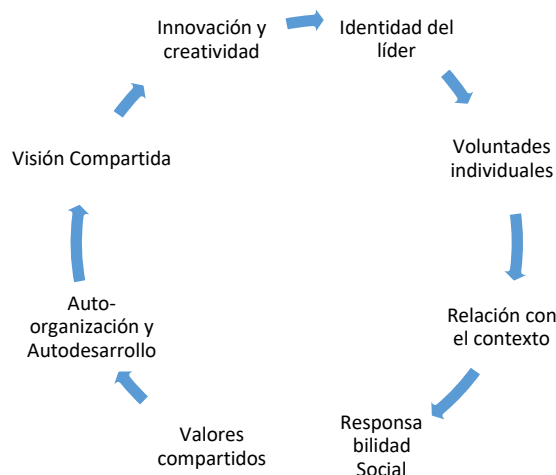 Innovación y
creatividad
Identidad del
líder
Voluntades
individuales
Relación con
el contexto
Responsa
bilidad
Social
Valores
compartidos
Auto-
organización y
Autodesarrollo
Visión Compartida